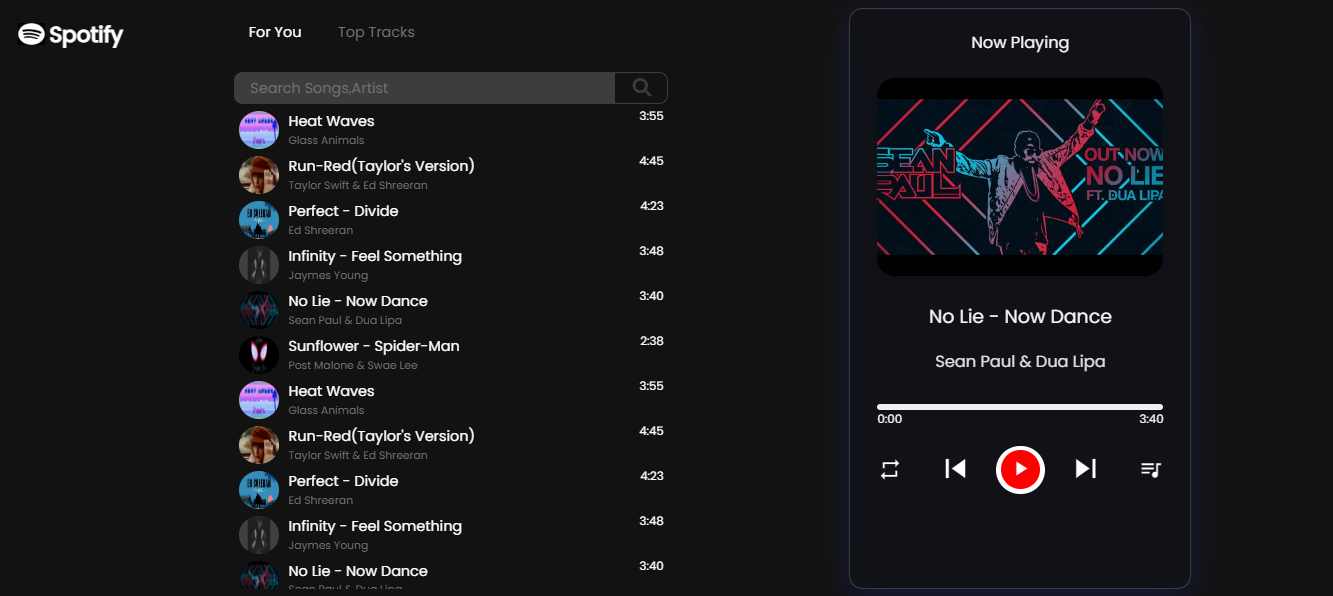 Spotify
For You
Top Tracks
Search Songs,Artist
Heat Waves
3:55
Glass Animals
Run-Red(Taylor's Version)
4:45
Taylor Swift & Ed Shreeran
Perfect - Divide
4:23
Ed Shreeran
Infinity - Feel Something
3:48
Jaymes Young
No Lie - Now Dance
3:40
Sean Paul & Dua Lipa
Sunflower - Spider-Man
2:38
Post Malone & Swae Lee
Heat Waves
3:55
Glass Animals
Run-Red(Taylor's Version)
4:45
Taylor Swift & Ed Shreeran
Perfect - Divide
4:23
Ed Shreeran
Infinity - Feel Something
3:48
Jaymes Young
No Lie - Now Dance
3:40
Sean Paul & Dua Lipa
Now Playing
SEAN
PAUL
OUT NOW
NO LIE
FT. DUA LIPA
No Lie - Now Dance
Sean Paul & Dua Lipa
0:00
3:40